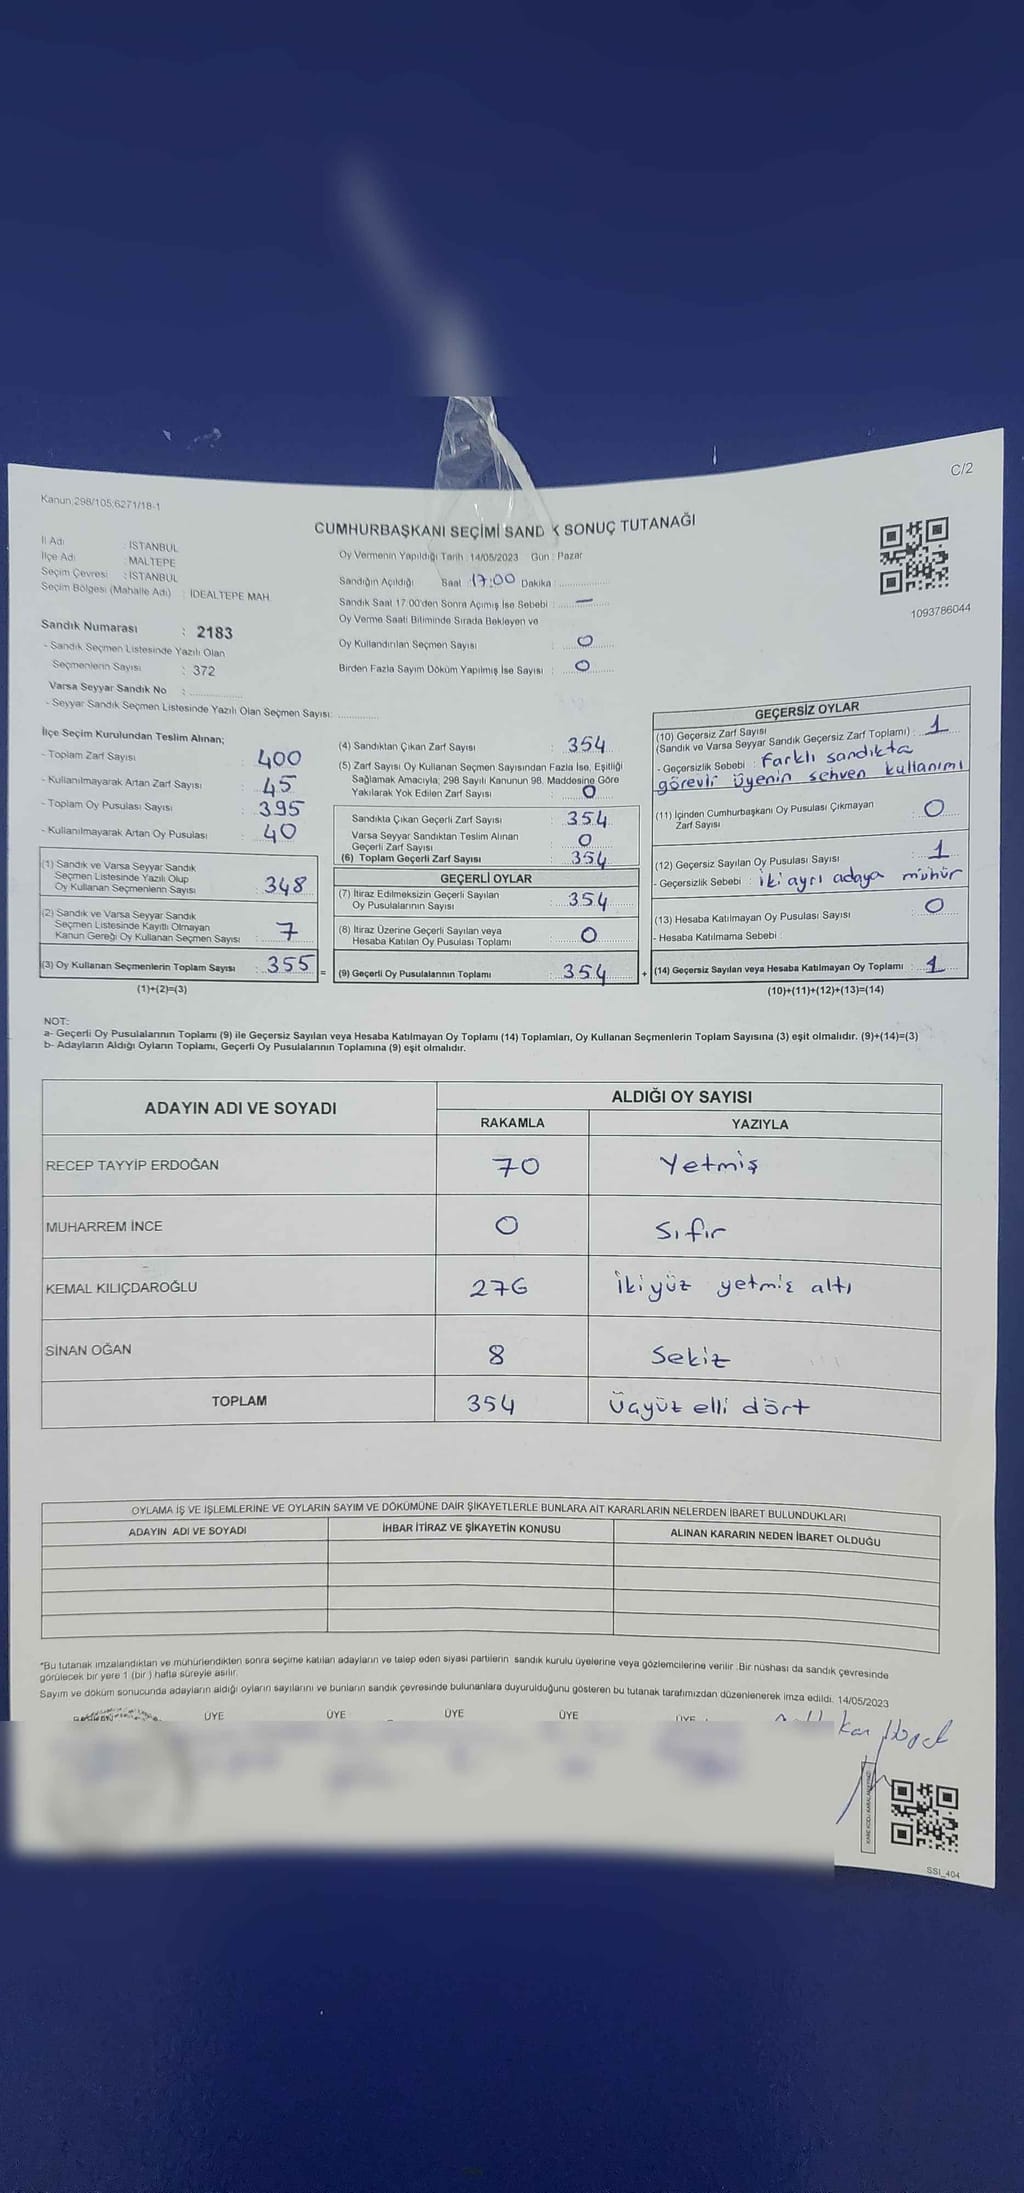 C/2
Kanun;298/105;6271/18-1
CUMHURBAŞKANI SEÇİMİ SANDIK SONUÇ TUTANAĞI
İl Adı : İSTANBUL
İlçe Adı : MALTEPE
Seçim Çevresi : İSTANBUL
Seçim Bölgesi (Mahalle Adı) : İDEALTEPE MAH.
Oy Vermenin Yapıldığı Tarih :14/05/2023 Gün : Pazar
Sandığın Açıldığı Saat 17:00 Dakika :
Sandık Saat 17:00'den Sonra Açılmış İse Sebebi : —
Oy Verme Saati Bitiminde Sırada Bekleyen ve
Oy Kullandırılan Seçmen Sayısı : 0
Birden Fazla Sayım Döküm Yapılmış İse Sayısı : 0
1093786044
Sandık Numarası : 2183
- Sandık Seçmen Listesinde Yazılı Olan
Seçmenlerin Sayısı : 372
Varsa Seyyar Sandık No :
- Seyyar Sandık Seçmen Listesinde Yazılı Olan Seçmen Sayısı:
İlçe Seçim Kurulundan Teslim Alınan;
- Toplam Zarf Sayısı : 400
- Kullanılmayarak Artan Zarf Sayısı : 45
- Toplam Oy Pusulası Sayısı : 395
- Kullanılmayarak Artan Oy Pusulası : 40
(1) Sandık ve Varsa Seyyar Sandık
Seçmen Listesinde Yazılı Olup
Oy Kullanan Seçmenlerin Sayısı : 348
(2) Sandık ve Varsa Seyyar Sandık
Seçmen Listesinde Kayıtlı Olmayan
Kanun Gereği Oy Kullanan Seçmen Sayısı : 7
(3) Oy Kullanan Seçmenlerin Toplam Sayısı : 355 =
(1)+(2)=(3)
(4) Sandıktan Çıkan Zarf Sayısı : 354
(5) Zarf Sayısı Oy Kullanan Seçmen Sayısından Fazla İse, Eşitliği
Sağlamak Amacıyla, 298 Sayılı Kanunun 98. Maddesine Göre
Yakılarak Yok Edilen Zarf Sayısı : 0
Sandıkta Çıkan Geçerli Zarf Sayısı : 354
Varsa Seyyar Sandıktan Teslim Alınan
Geçerli Zarf Sayısı : 0
(6) Toplam Geçerli Zarf Sayısı : 354
GEÇERLİ OYLAR
(7) İtiraz Edilmeksizin Geçerli Sayılan
Oy Pusulalarının Sayısı : 354
(8) İtiraz Üzerine Geçerli Sayılan veya
Hesaba Katılan Oy Pusulası Toplamı : 0
(9) Geçerli Oy Pusulalarının Toplamı : 354 +
GEÇERSİZ OYLAR
(10) Geçersiz Zarf Sayısı
(Sandık ve Varsa Seyyar Sandık Geçersiz Zarf Toplamı) : 1
- Geçersizlik Sebebi : Farklı sandıkta
görevli üyenin sehven kullanımı
(11) İçinden Cumhurbaşkanı Oy Pusulası Çıkmayan
Zarf Sayısı : 0
(12) Geçersiz Sayılan Oy Pusulası Sayısı : 1
- Geçersizlik Sebebi : iki ayrı adaya mühür
(13) Hesaba Katılmayan Oy Pusulası Sayısı : 0
- Hesaba Katılmama Sebebi :
(14) Geçersiz Sayılan veya Hesaba Katılmayan Oy Toplamı : 1
(10)+(11)+(12)+(13)=(14)
NOT:
a- Geçerli Oy Pusulalarının Toplamı (9) ile Geçersiz Sayılan veya Hesaba Katılmayan Oy Toplamı (14) Toplamları, Oy Kullanan Seçmenlerin Toplam Sayısına (3) eşit olmalıdır. (9)+(14)=(3)
b- Adayların Aldığı Oyların Toplamı, Geçerli Oy Pusulalarının Toplamına (9) eşit olmalıdır.
ADAYIN ADI VE SOYADI ALDIĞI OY SAYISI
RAKAMLA YAZIYLA
RECEP TAYYİP ERDOĞAN 70 Yetmiş
MUHARREM İNCE 0 Sıfır
KEMAL KILIÇDAROĞLU 276 İkiyüz yetmiş altı
SİNAN OĞAN 8 Sekiz
TOPLAM 354 Üçyüz elli dört
OYLAMA İŞ VE İŞLEMLERİNE VE OYLARIN SAYIM VE DÖKÜMÜNE DAİR ŞİKAYETLERLE BUNLARA AİT KARARLARIN NELERDEN İBARET BULUNDUKLARI
ADAYIN ADI VE SOYADI İHBAR İTİRAZ VE ŞİKAYETİN KONUSU ALINAN KARARIN NEDEN İBARET OLDUĞU
*Bu tutanak imzalandıktan ve mühürlendikten sonra seçime katılan adayların ve talep eden siyasi partilerin sandık kurulu üyelerine veya gözlemcilerine verilir .Bir nüshası da sandık çevresinde
görülecek bir yere 1 (bir ) hafta süreyle asılır.
Sayım ve döküm sonucunda adayların aldığı oyların sayılarını ve bunların sandık çevresinde bulunanlara duyurulduğunu gösteren bu tutanak tarafımızdan düzenlenerek imza edildi. 14/05/2023
ÜYE ÜYE ÜYE ÜYE ÜYE
SSI_404